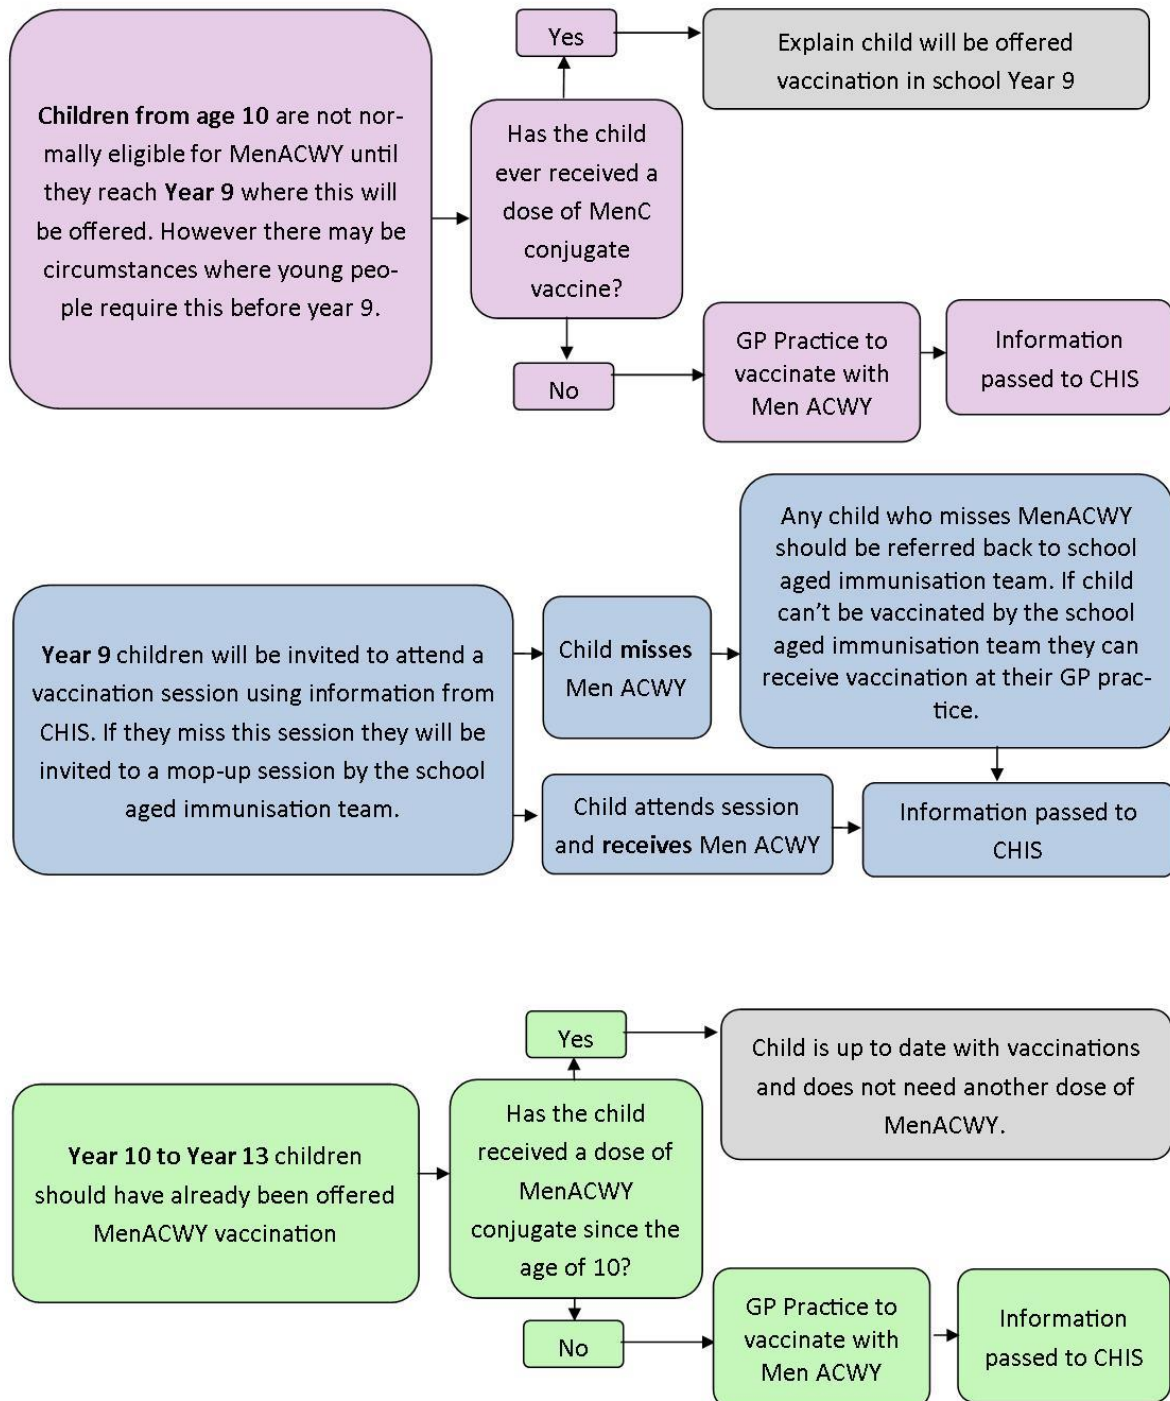 Children from age 10 are not nor-
mally eligible for MenACWY until
they reach Year 9 where this will
be offered. However there may be
circumstances where young peo-
ple require this before year 9.
Has the child
ever received a
dose of MenC
conjugate
vaccine?
Yes
Explain child will be offered
vaccination in school Year 9
No
GP Practice to
vaccinate with
Men ACWY
Information
passed to CHIS
Year 9 children will be invited to attend a
vaccination session using information from
CHIS. If they miss this session they will be
invited to a mop-up session by the school
aged immunisation team.
Child misses
Men ACWY
Any child who misses MenACWY
should be referred back to school
aged immunisation team. If child
can’t be vaccinated by the school
aged immunisation team they can
receive vaccination at their GP prac-
tice.
Child attends session
and receives Men ACWY
Information passed to
CHIS
Year 10 to Year 13 children
should have already been offered
MenACWY vaccination
Has the child
received a dose of
MenACWY
conjugate since the
age of 10?
Yes
Child is up to date with vaccinations
and does not need another dose of
MenACWY.
No
GP Practice to
vaccinate with
Men ACWY
Information
passed to CHIS